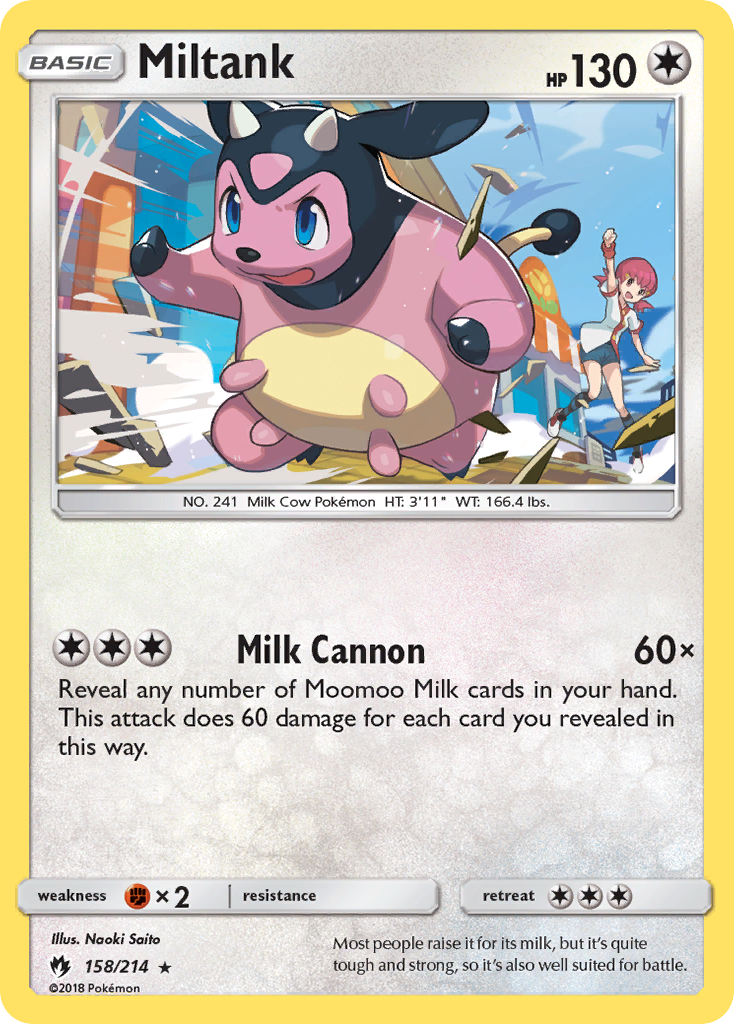 BASIC Miltank HP 130
NO. 241 Milk Cow Pokémon HT: 3'11" WT: 166.4 lbs.
Milk Cannon 60×
Reveal any number of Moomoo Milk cards in your hand.
This attack does 60 damage for each card you revealed in
this way.
weakness ×2 resistance retreat
Illus. Naoki Saito
158/214 ★
©2018 Pokémon
Most people raise it for its milk, but it's quite
tough and strong, so it's also well suited for battle.